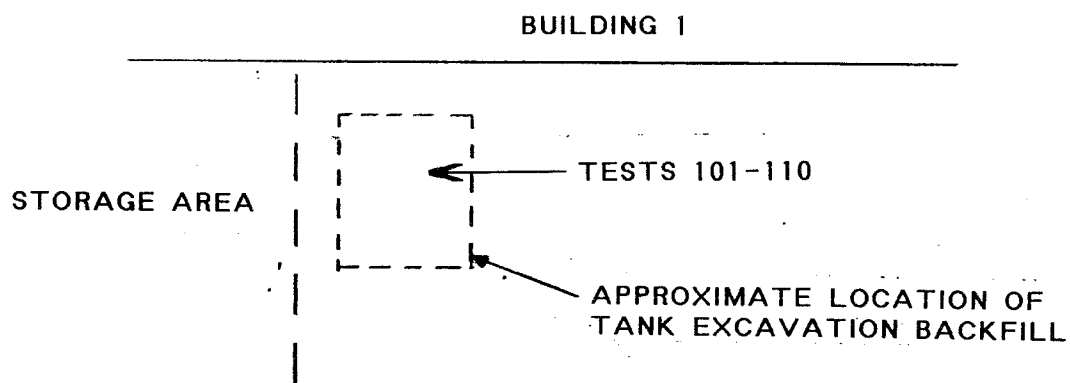 BUILDING 1
TESTS 101-110
STORAGE AREA
APPROXIMATE LOCATION OF
TANK EXCAVATION BACKFILL